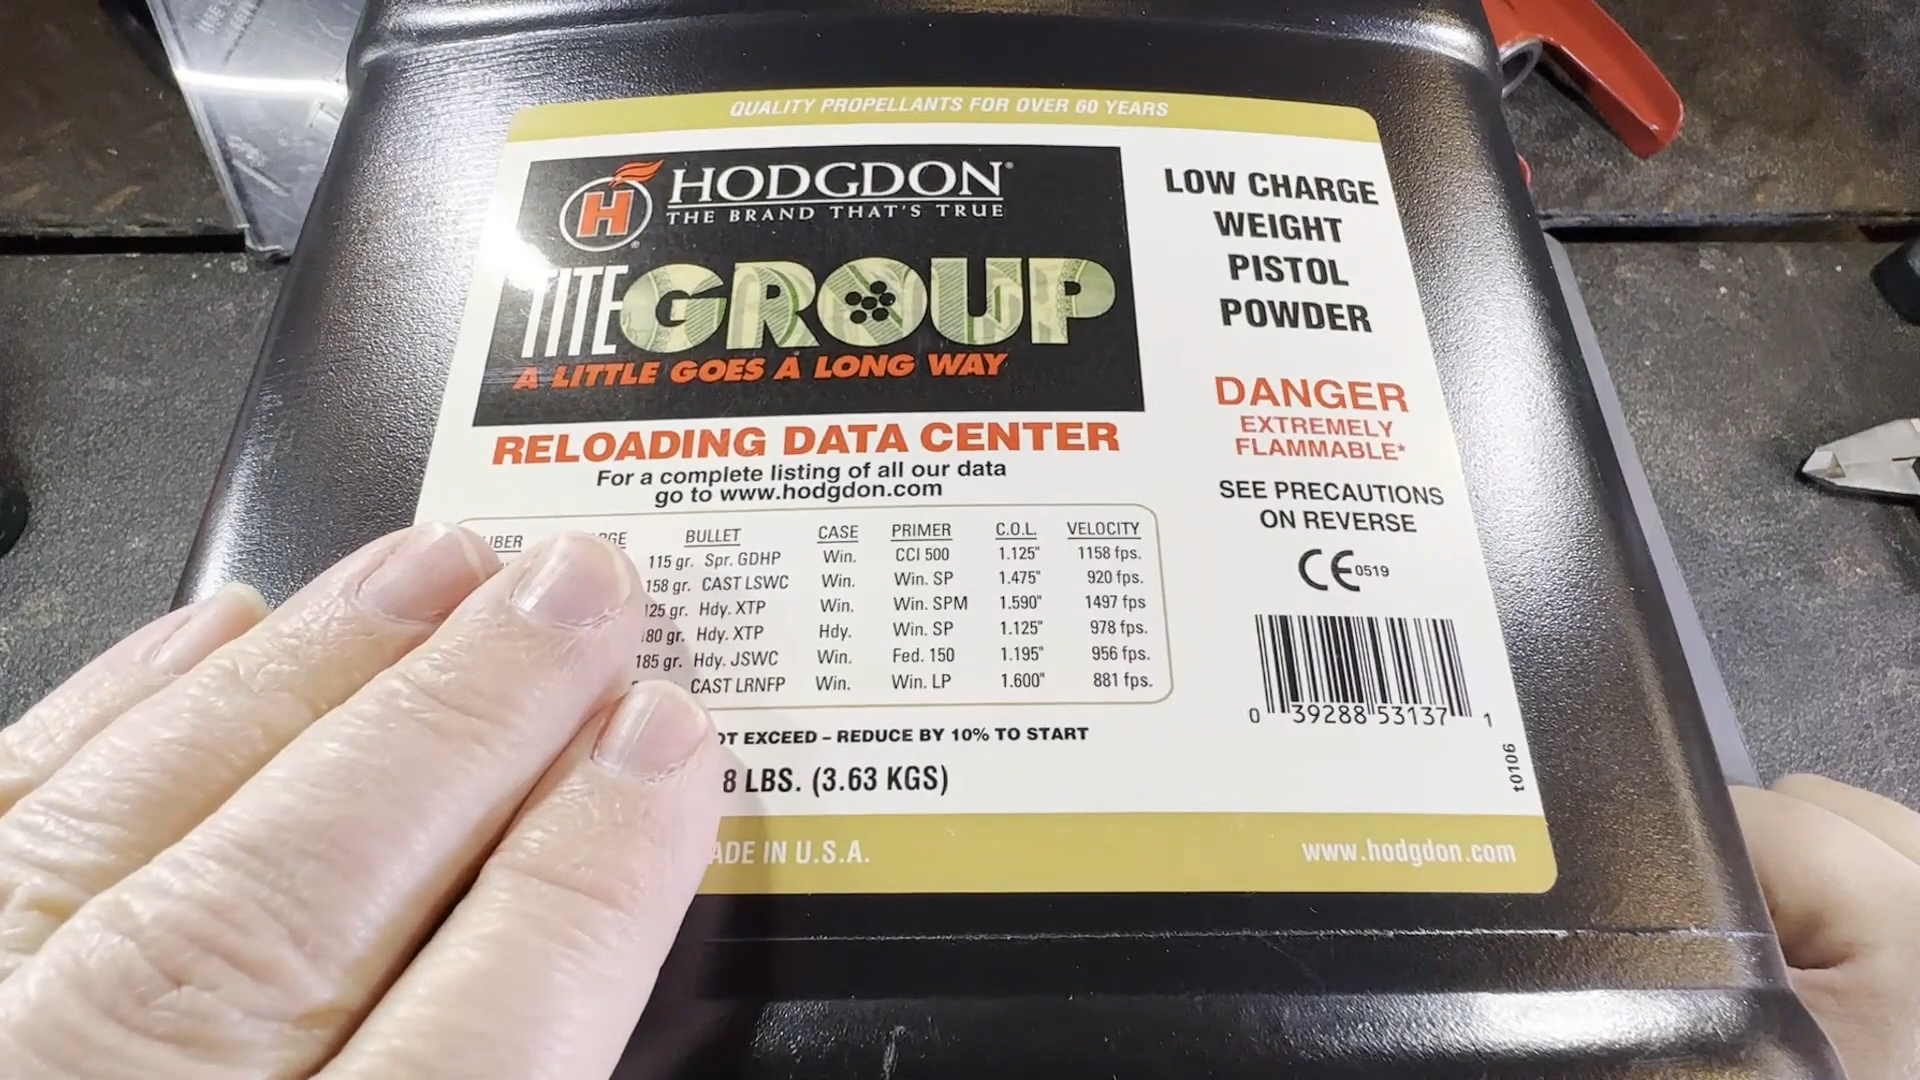 QUALITY PROPELLANTS FOR OVER 60 YEARS
H
HODGDON®
THE BRAND THAT'S TRUE
TITEGROUP
A LITTLE GOES A LONG WAY
RELOADING DATA CENTER
For a complete listing of all our data
go to www.hodgdon.com
BULLET CASE PRIMER C.O.L. VELOCITY
115 gr. Spr. GDHP Win. CCI 500 1.125" 1158 fps.
158 gr. CAST LSWC Win. Win. SP 1.475" 920 fps.
125 gr. Hdy. XTP Win. Win. SPM 1.590" 1497 fps
gr. Hdy. XTP Hdy. Win. SP 1.125" 978 fps.
185 gr. Hdy. JSWC Win. Fed. 150 1.195" 956 fps.
CAST LRNFP Win. Win. LP 1.600" 881 fps.
EXCEED – REDUCE BY 10% TO START
8 LBS. (3.63 KGS)
IN U.S.A.
www.hodgdon.com
LOW CHARGE
WEIGHT
PISTOL
POWDER
DANGER
EXTREMELY
FLAMMABLE*
SEE PRECAUTIONS
ON REVERSE
CE 0519
0 39288 53137 1
t0106